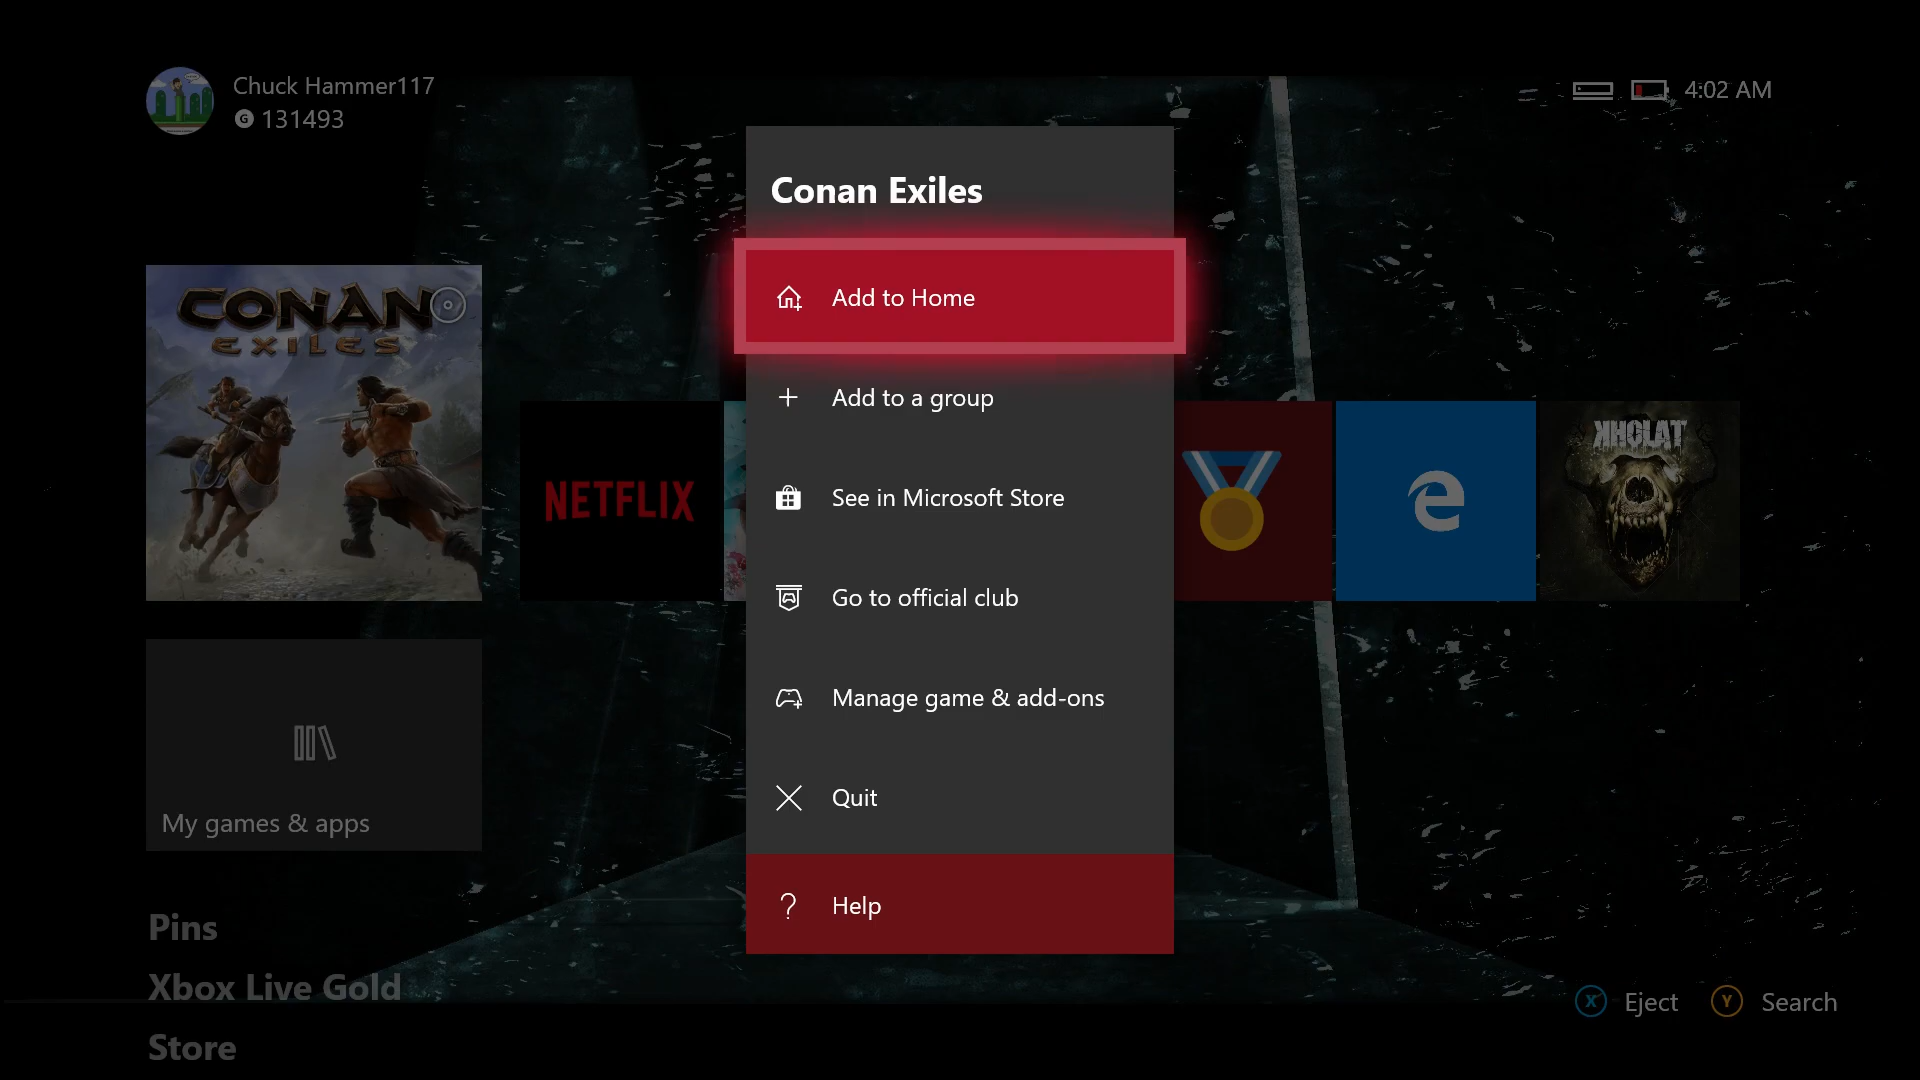 Chuck Hammer117
G 131493
4:02 AM
Conan Exiles
Add to Home
Add to a group
See in Microsoft Store
Go to official club
Manage game & add-ons
Quit
Help
CONAN
EXILES
NETFLIX
KHOLAT
My games & apps
Pins
Xbox Live Gold
Store
X Eject
Y Search